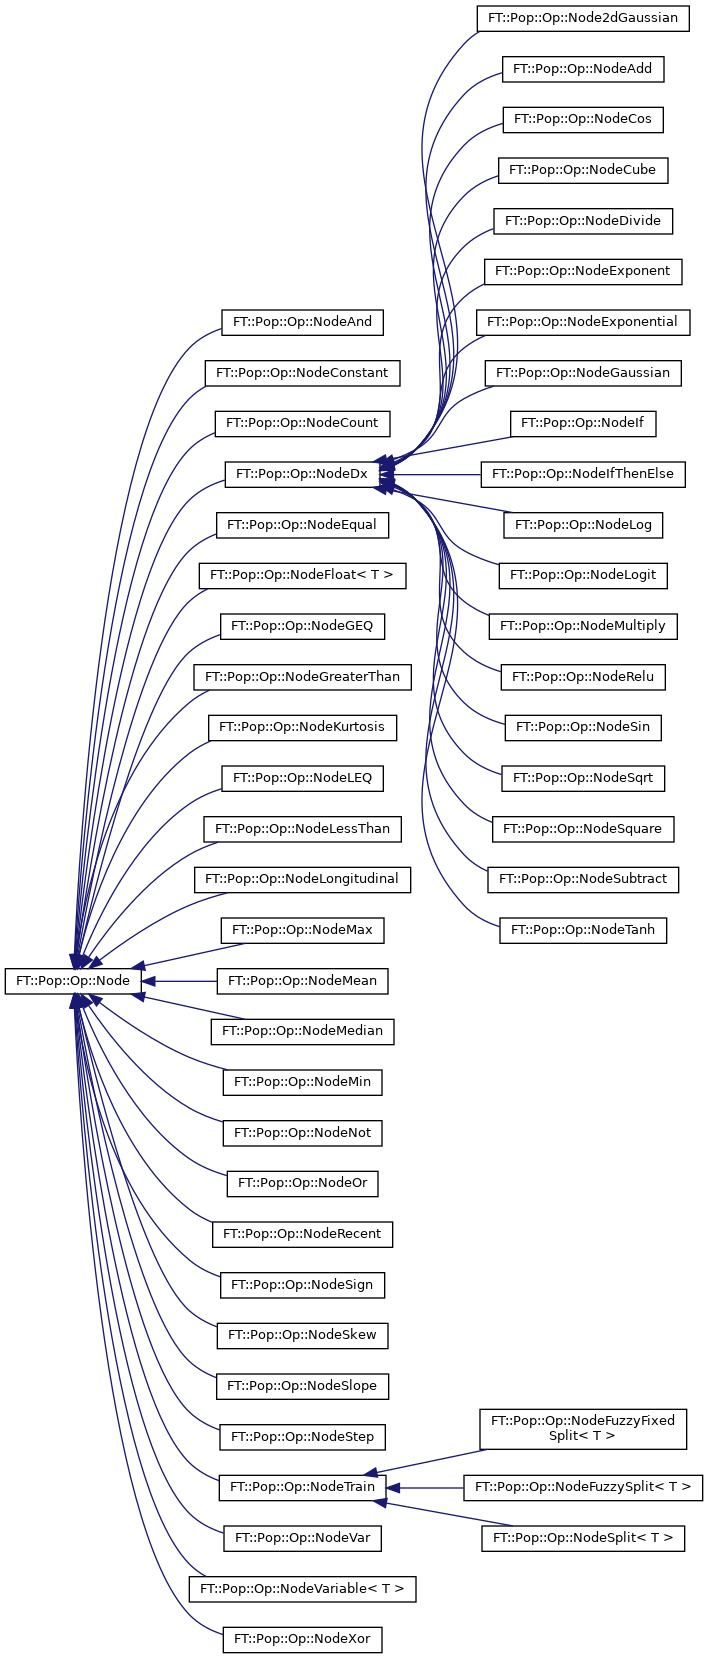 FT::Pop::Op::Node2dGaussian
FT::Pop::Op::NodeAdd
FT::Pop::Op::NodeCos
FT::Pop::Op::NodeCube
FT::Pop::Op::NodeDivide
FT::Pop::Op::NodeExponent
FT::Pop::Op::NodeExponential
FT::Pop::Op::NodeGaussian
FT::Pop::Op::NodeIf
FT::Pop::Op::NodeIfThenElse
FT::Pop::Op::NodeLog
FT::Pop::Op::NodeLogit
FT::Pop::Op::NodeMultiply
FT::Pop::Op::NodeRelu
FT::Pop::Op::NodeSin
FT::Pop::Op::NodeSqrt
FT::Pop::Op::NodeSquare
FT::Pop::Op::NodeSubtract
FT::Pop::Op::NodeTanh
FT::Pop::Op::NodeAnd
FT::Pop::Op::NodeConstant
FT::Pop::Op::NodeCount
FT::Pop::Op::NodeDx
FT::Pop::Op::NodeEqual
FT::Pop::Op::NodeFloat< T >
FT::Pop::Op::NodeGEQ
FT::Pop::Op::NodeGreaterThan
FT::Pop::Op::NodeKurtosis
FT::Pop::Op::NodeLEQ
FT::Pop::Op::NodeLessThan
FT::Pop::Op::NodeLongitudinal
FT::Pop::Op::NodeMax
FT::Pop::Op::Node
FT::Pop::Op::NodeMean
FT::Pop::Op::NodeMedian
FT::Pop::Op::NodeMin
FT::Pop::Op::NodeNot
FT::Pop::Op::NodeOr
FT::Pop::Op::NodeRecent
FT::Pop::Op::NodeSign
FT::Pop::Op::NodeSkew
FT::Pop::Op::NodeSlope
FT::Pop::Op::NodeStep
FT::Pop::Op::NodeTrain
FT::Pop::Op::NodeVar
FT::Pop::Op::NodeVariable< T >
FT::Pop::Op::NodeXor
FT::Pop::Op::NodeFuzzyFixed
Split< T >
FT::Pop::Op::NodeFuzzySplit< T >
FT::Pop::Op::NodeSplit< T >